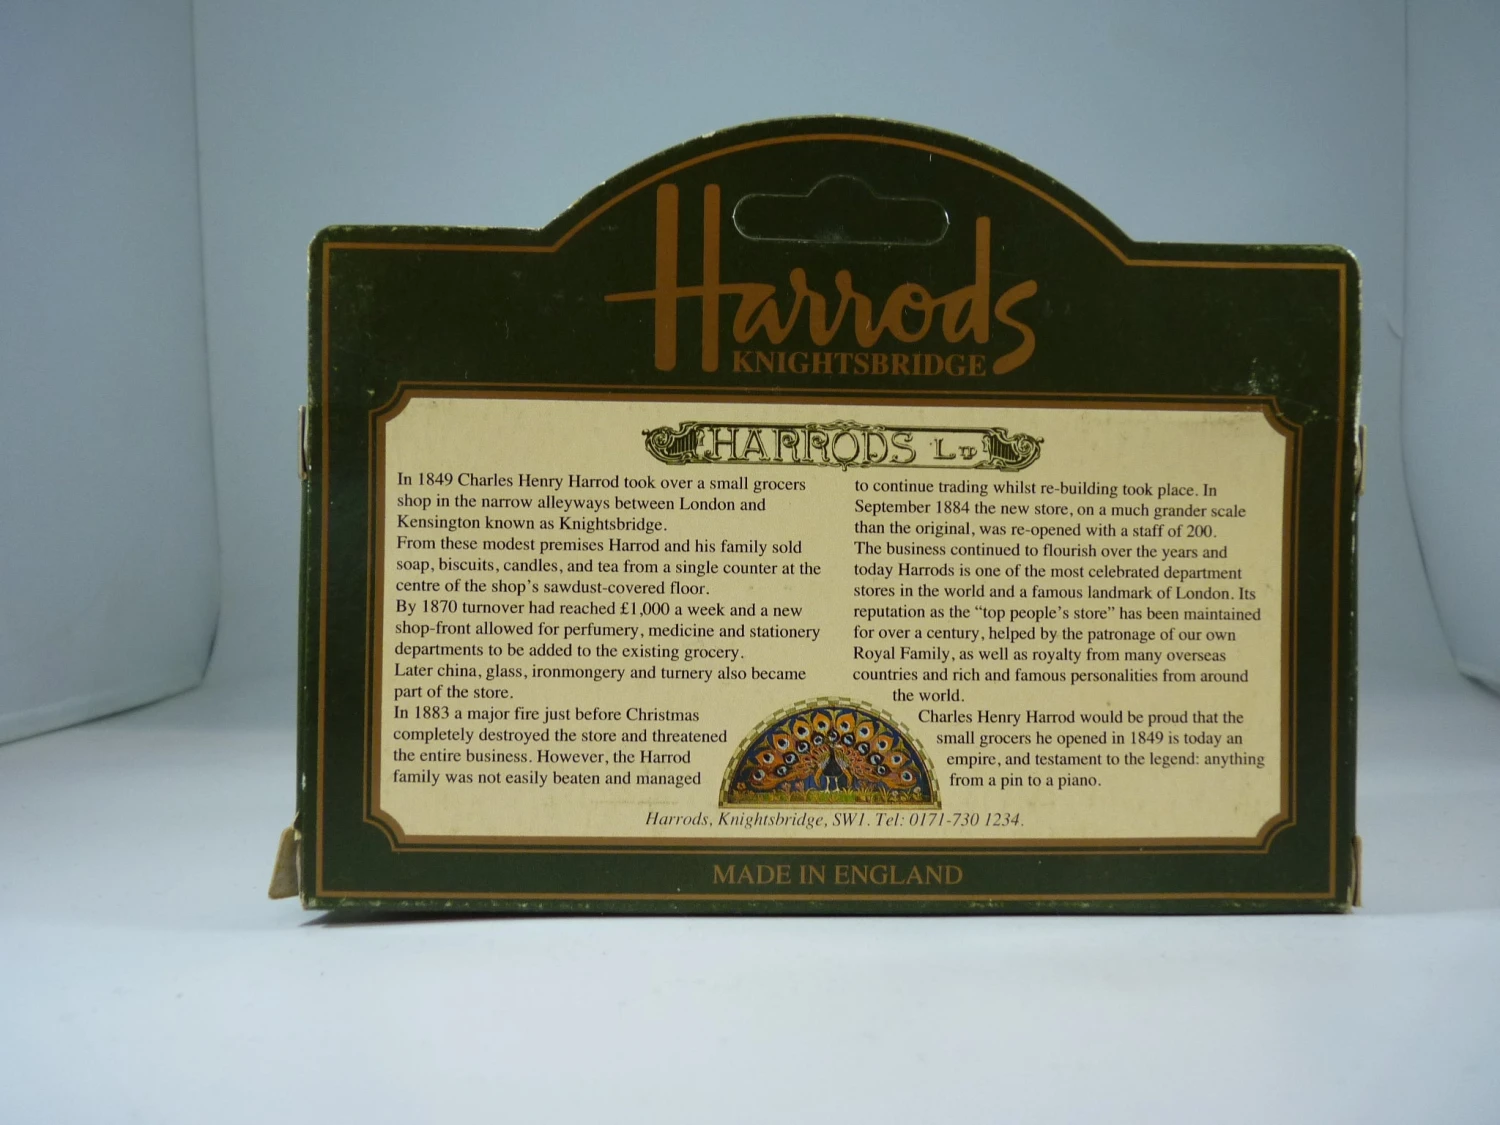 Harrods
KNIGHTSBRIDGE
HARRODS LTD
In 1849 Charles Henry Harrod took over a small grocers
shop in the narrow alleyways between London and
Kensington known as Knightsbridge.
From these modest premises Harrod and his family sold
soap, biscuits, candles, and tea from a single counter at the
centre of the shop's sawdust-covered floor.
By 1870 turnover had reached £1,000 a week and a new
shop-front allowed for perfumery, medicine and stationery
departments to be added to the existing grocery.
Later china, glass, ironmongery and turnery also became
part of the store.
In 1883 a major fire just before Christmas
completely destroyed the store and threatened
the entire business. However, the Harrod
family was not easily beaten and managed
to continue trading whilst re-building took place. In
September 1884 the new store, on a much grander scale
than the original, was re-opened with a staff of 200.
The business continued to flourish over the years and
today Harrods is one of the most celebrated department
stores in the world and a famous landmark of London. Its
reputation as the "top people's store" has been maintained
for over a century, helped by the patronage of our own
Royal Family, as well as royalty from many overseas
countries and rich and famous personalities from around
the world.
Charles Henry Harrod would be proud that the
small grocers he opened in 1849 is today an
empire, and testament to the legend: anything
from a pin to a piano.
Harrods, Knightsbridge, SW1. Tel: 0171-730 1234.
MADE IN ENGLAND